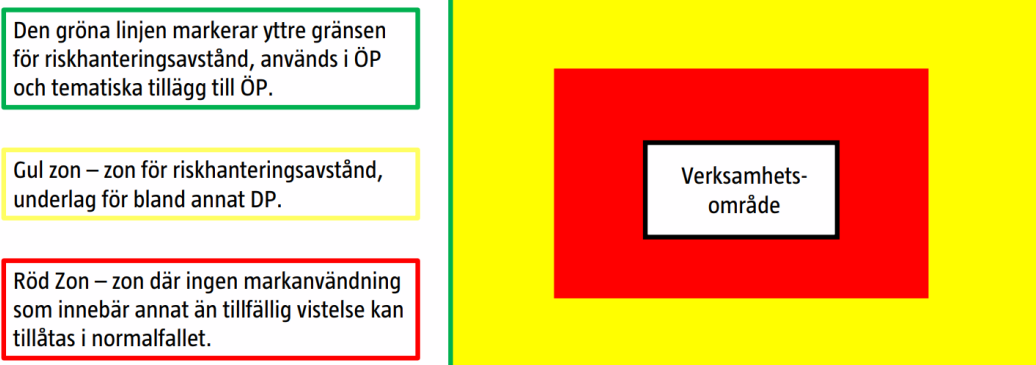 Den gröna linjen markerar yttre gränsen
för riskhanteringsavstånd, används i ÖP
och tematiska tillägg till ÖP.
Gul zon – zon för riskhanteringsavstånd,
underlag för bland annat DP.
Röd Zon – zon där ingen markanvändning
som innebär annat än tillfällig vistelse kan
tillåtas i normalfallet.
Verksamhets-
område